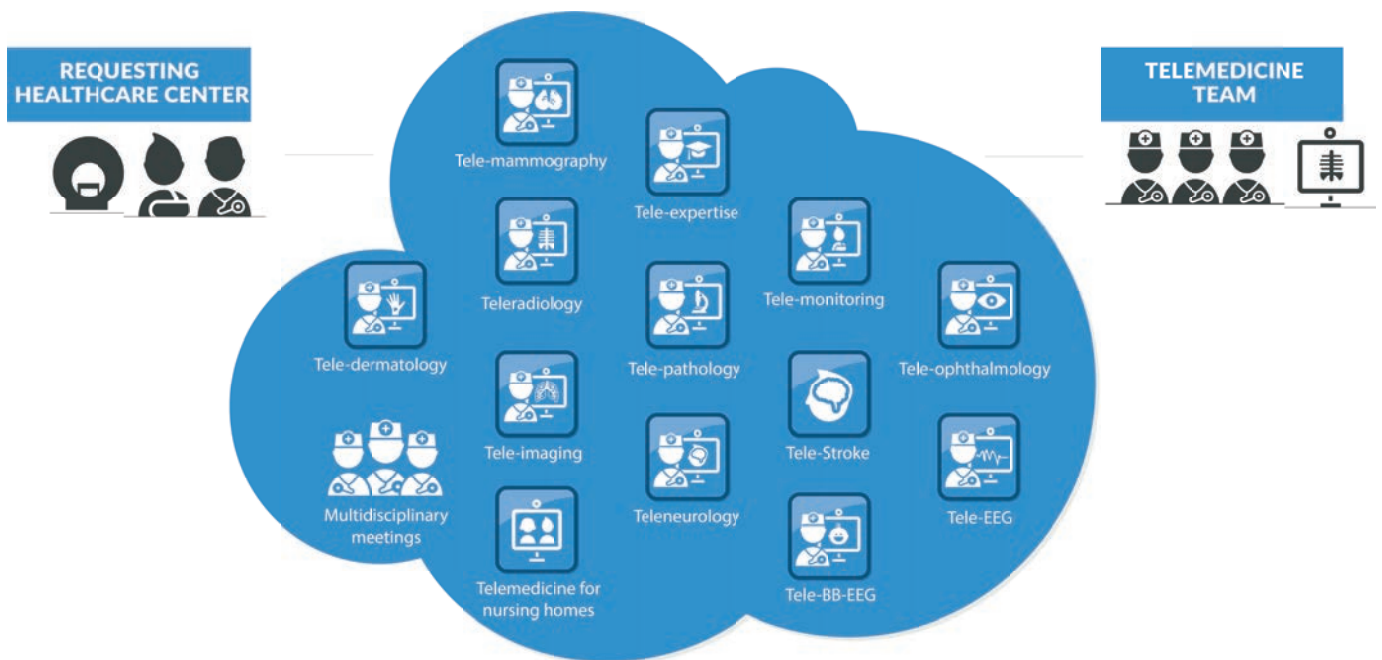 REQUESTING
HEALTHCARE CENTER
TELEMEDICINE
TEAM
Tele-mammography
Tele-expertise
Teleradiology
Tele-monitoring
Tele-dermatology
Tele-pathology
Tele-ophthalmology
Tele-imaging
Tele-Stroke
Multidisciplinary
meetings
Teleneurology
Tele-EEG
Telemedicine for
nursing homes
Tele-BB-EEG